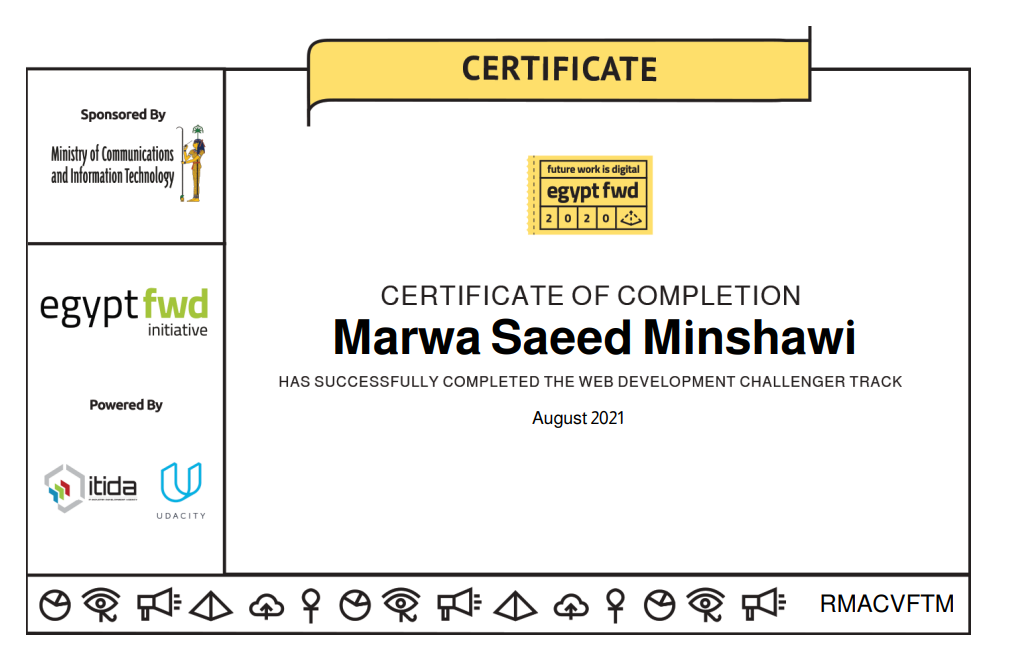 CERTIFICATE
Sponsored By
Ministry of Communications
and Information Technology
egypt fwd
initiative
Powered By
itida
UDACITY
future work is digital
egypt fwd
2 0 2 0
CERTIFICATE OF COMPLETION
Marwa Saeed Minshawi
HAS SUCCESSFULLY COMPLETED THE WEB DEVELOPMENT CHALLENGER TRACK
August 2021
RMACVFTM